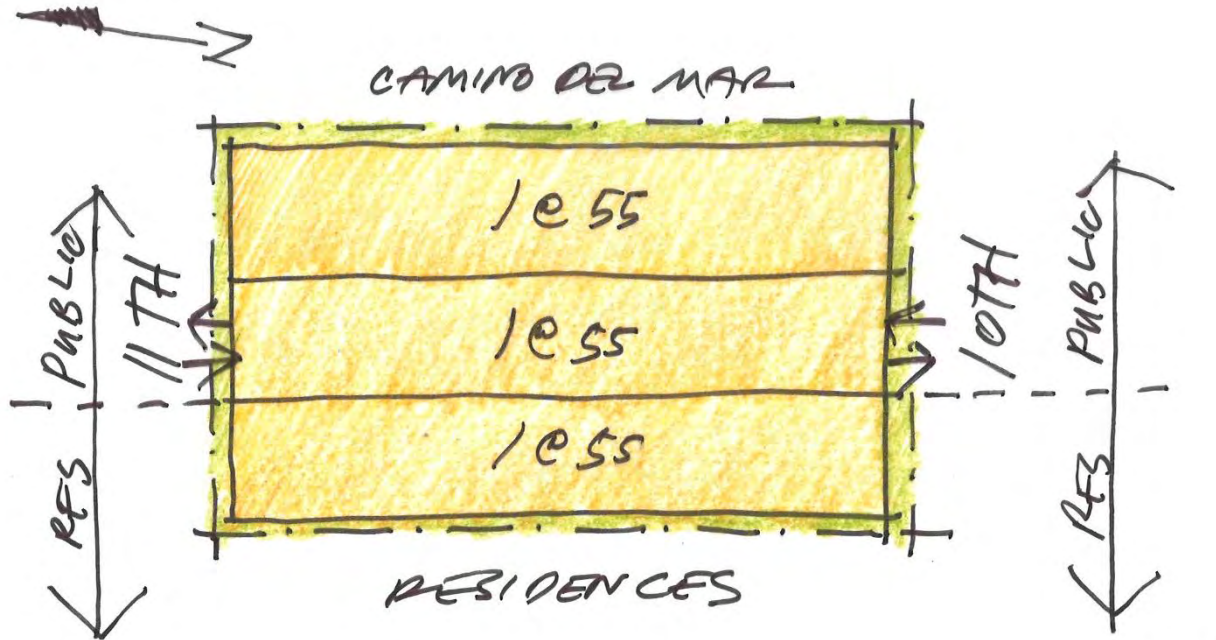 CAMINO DEL MAR
1 @ 55
PUBLIC
11TH
1 @ 55
10TH
PUBLIC
RES
1 @ 55
RES
RESIDENCES